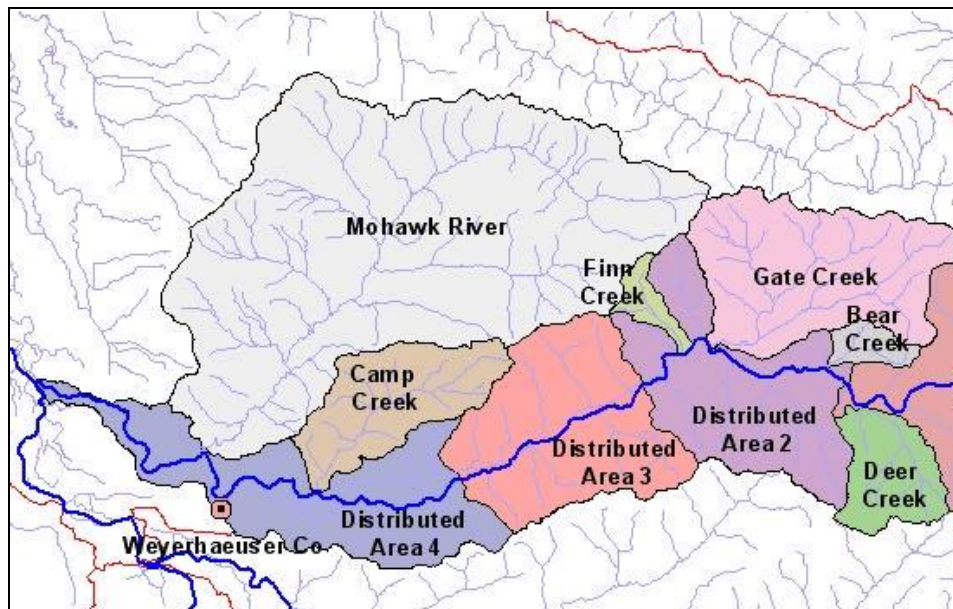 Mohawk River
Finn
Creek
Gate Creek
Bear
Creek
Camp
Creek
Distributed
Area 2
Distributed
Area 3
Deer
Creek
Distributed
Area 4
Weyerhaeuser Co